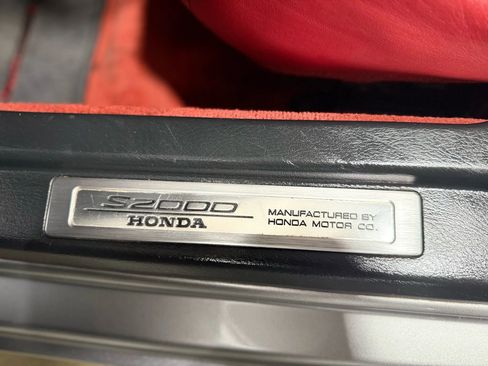 S2000
HONDA
MANUFACTURED BY
HONDA MOTOR CO.